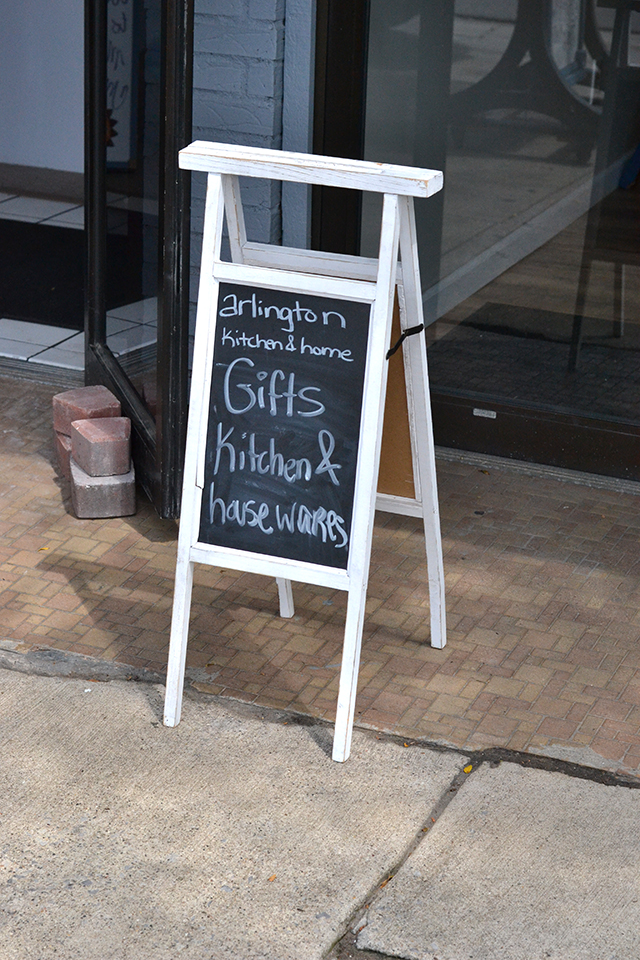 arlington
kitchen & home
Gifts
Kitchen &
housewares